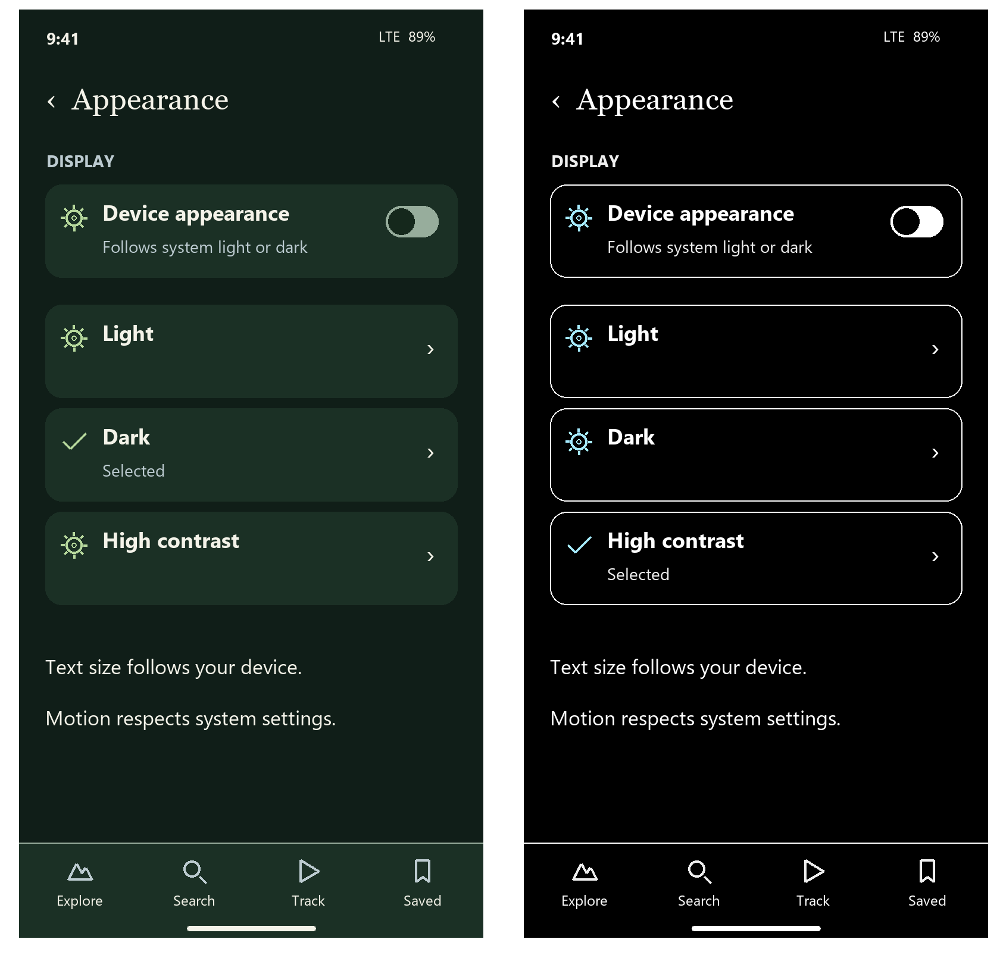 9:41 LTE 89%
‹ Appearance
DISPLAY
Device appearance
Follows system light or dark
Light
›
Dark
Selected
›
High contrast
›
Text size follows your device.
Motion respects system settings.
Explore Search Track Saved
9:41 LTE 89%
‹ Appearance
DISPLAY
Device appearance
Follows system light or dark
Light
›
Dark
›
High contrast
Selected
›
Text size follows your device.
Motion respects system settings.
Explore Search Track Saved